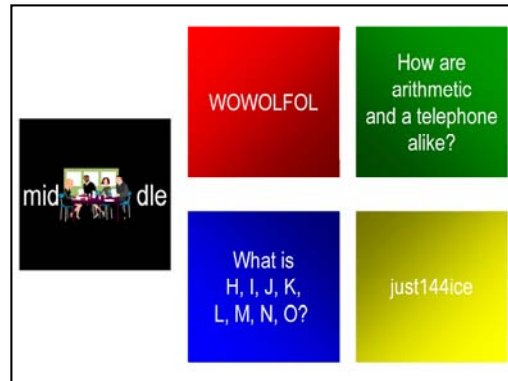 mid dle
WOWOLFOL
How are
arithmetic
and a telephone
alike?
What is
H, I, J, K,
L, M, N, O?
just144ice